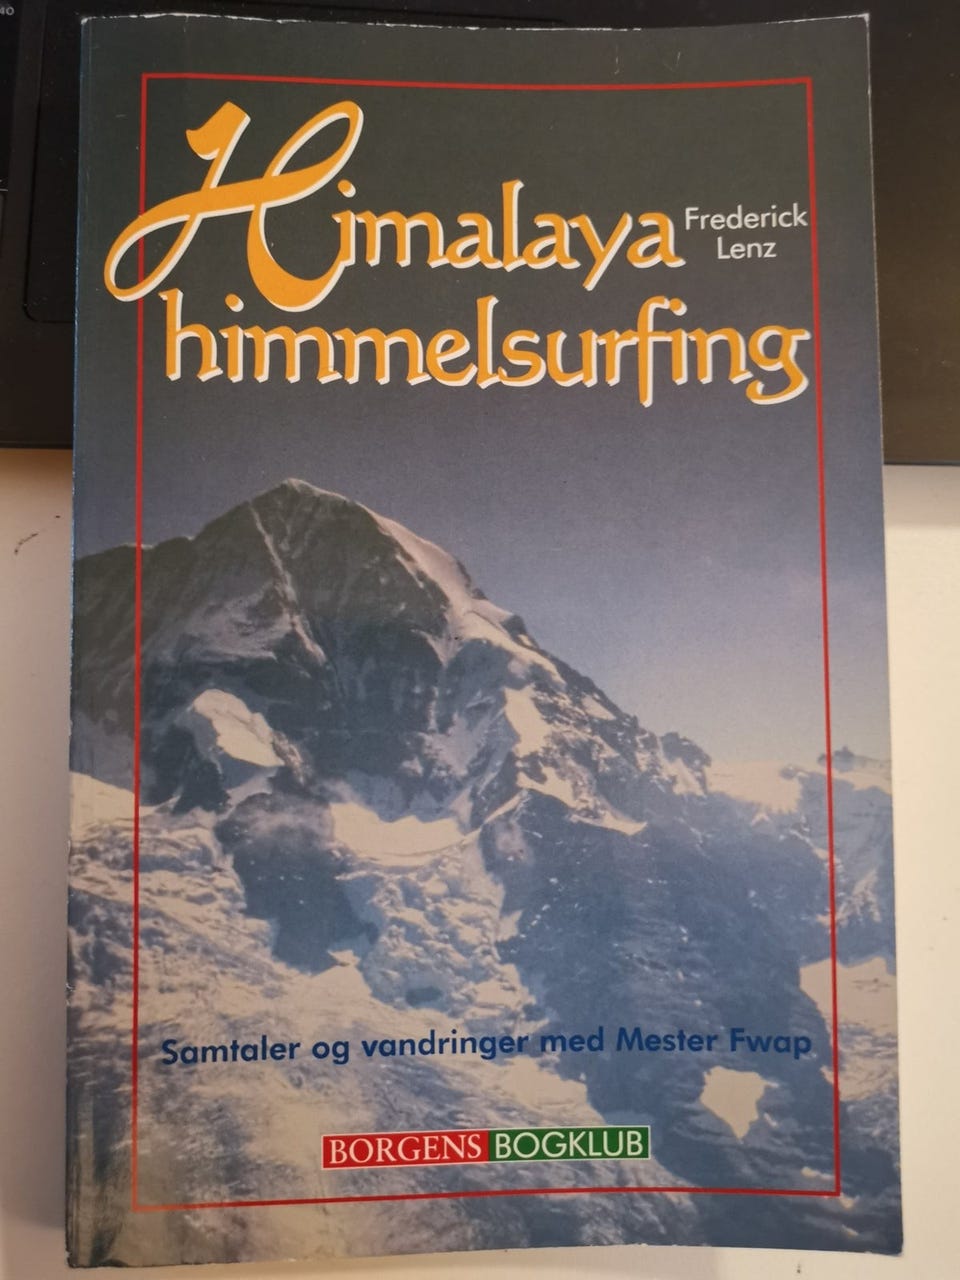 Himalaya
Frederick
Lenz
himmelsurfing
Samtaler og vandringer med Mester Fwap
BORGENS BOGKLUB